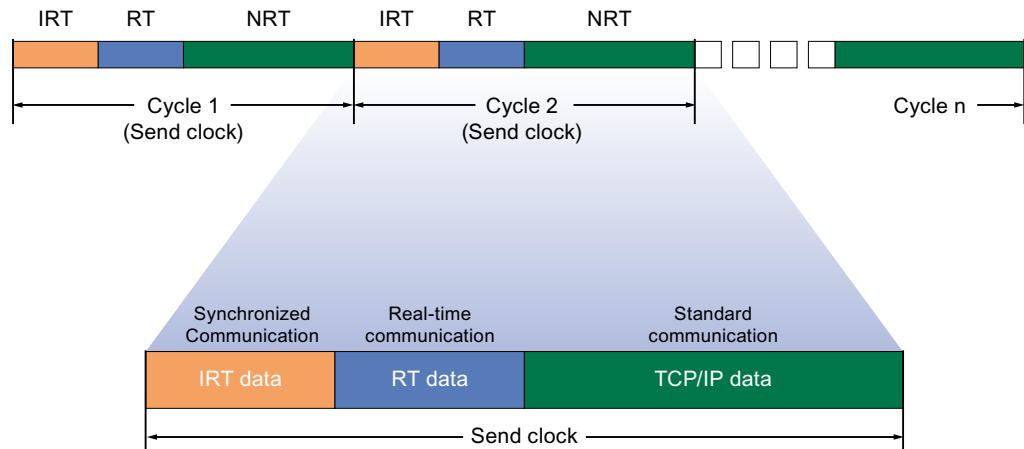 IRT RT NRT IRT RT NRT
Cycle 1 Cycle 2 Cycle n
(Send clock) (Send clock)
Synchronized Real-time Standard
Communication communication communication
IRT data RT data TCP/IP data
Send clock